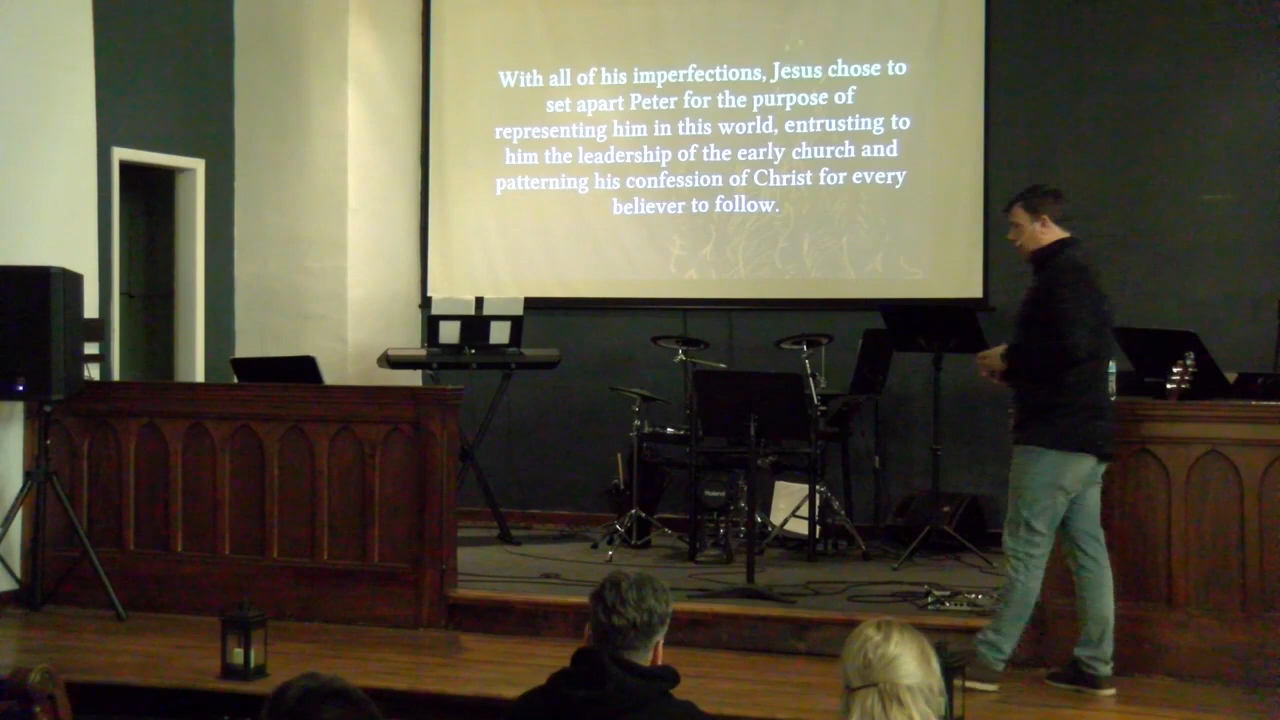 With all of his imperfections, Jesus chose to
set apart Peter for the purpose of
representing him in this world, entrusting to
him the leadership of the early church and
patterning his confession of Christ for every
believer to follow.
Roland